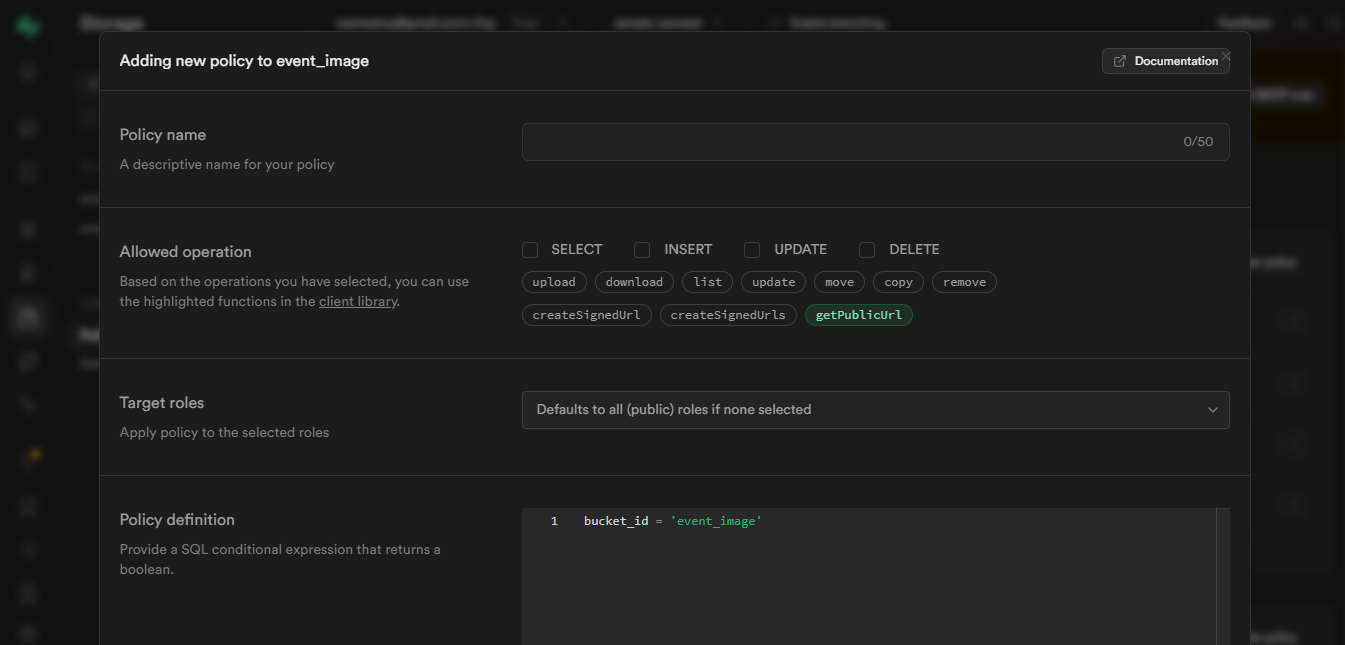 Storage
Enable branching
Feedback
Adding new policy to event_image
Documentation
Policy name
A descriptive name for your policy
0/50
Allowed operation
Based on the operations you have selected, you can use
the highlighted functions in the client library.
SELECT INSERT UPDATE DELETE
upload download list update move copy remove
createSignedUrl createSignedUrls getPublicUrl
Target roles
Apply policy to the selected roles
Defaults to all (public) roles if none selected
Policy definition
Provide a SQL conditional expression that returns a
boolean.
1 bucket_id = 'event_image'